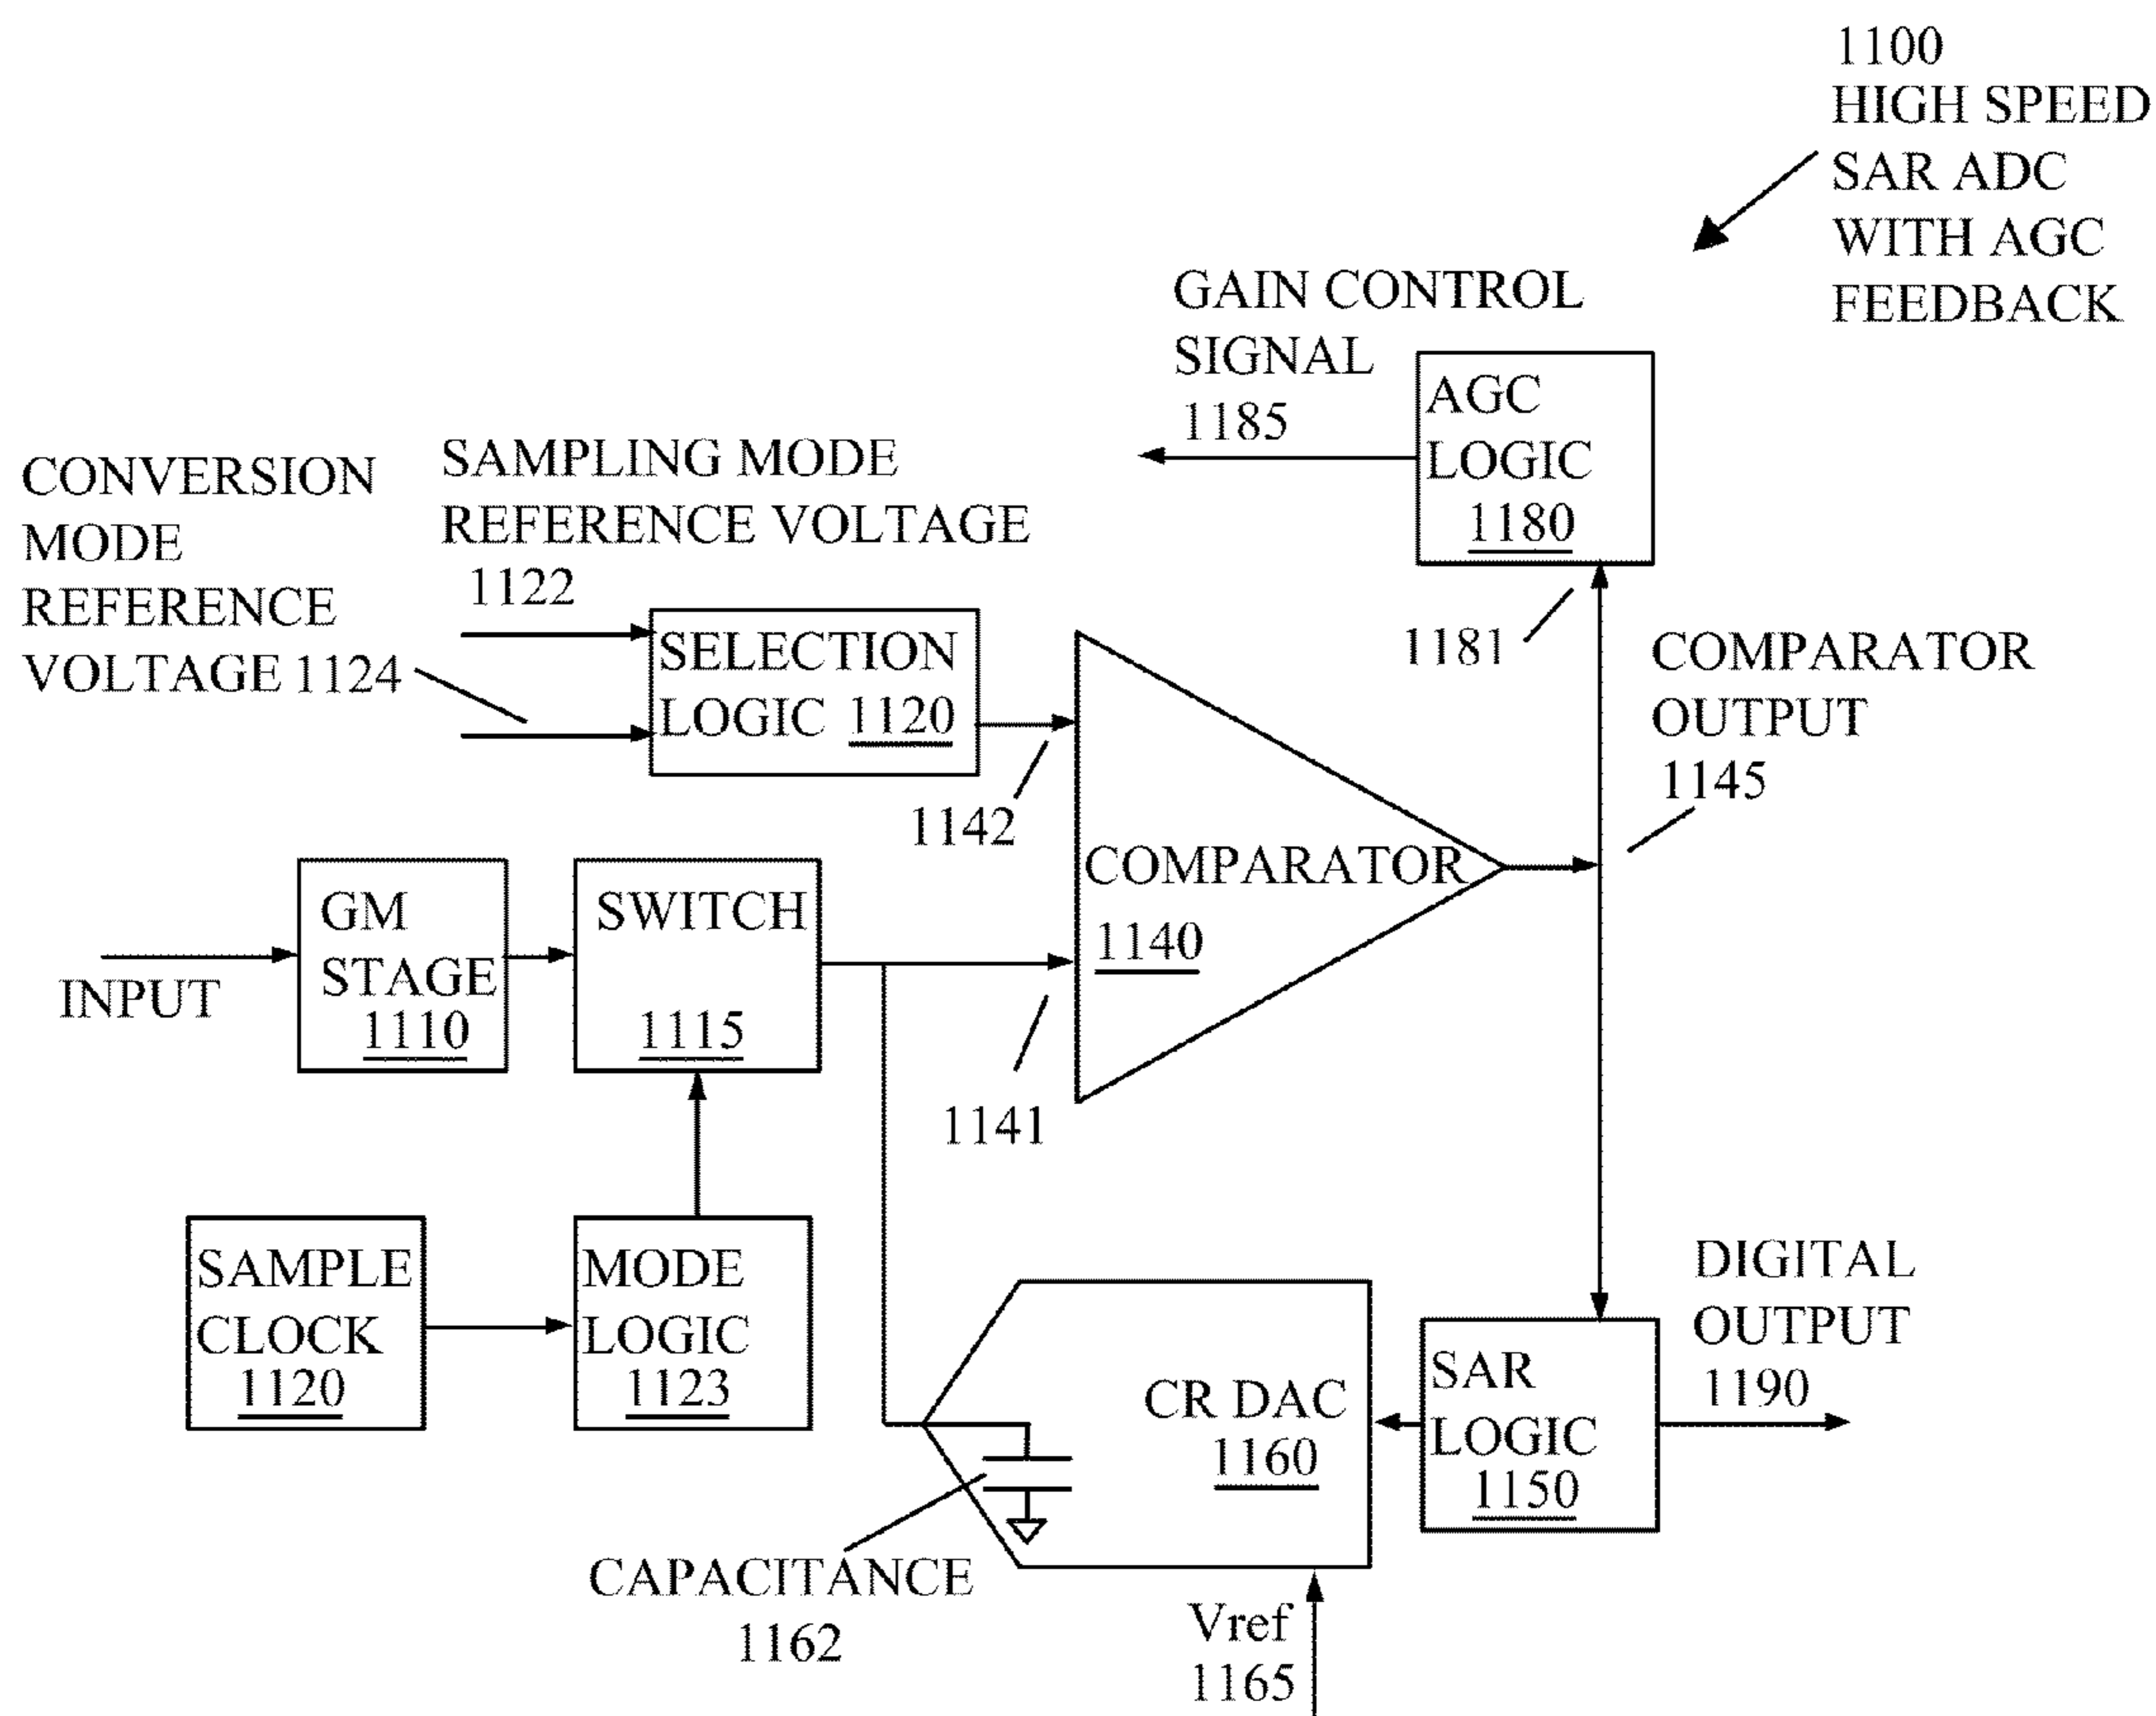 1100
HIGH SPEED
SAR ADC
WITH AGC
FEEDBACK
GAIN CONTROL
SIGNAL
1185
AGC
LOGIC
1180
1181
CONVERSION
MODE
REFERENCE
VOLTAGE 1124
SAMPLING MODE
REFERENCE VOLTAGE
1122
SELECTION
LOGIC 1120
1142
COMPARATOR
1140
COMPARATOR
OUTPUT
1145
INPUT
GM
STAGE
1110
SWITCH
1115
1141
SAMPLE
CLOCK
1120
MODE
LOGIC
1123
CR DAC
1160
CAPACITANCE
1162
Vref
1165
SAR
LOGIC
1150
DIGITAL
OUTPUT
1190